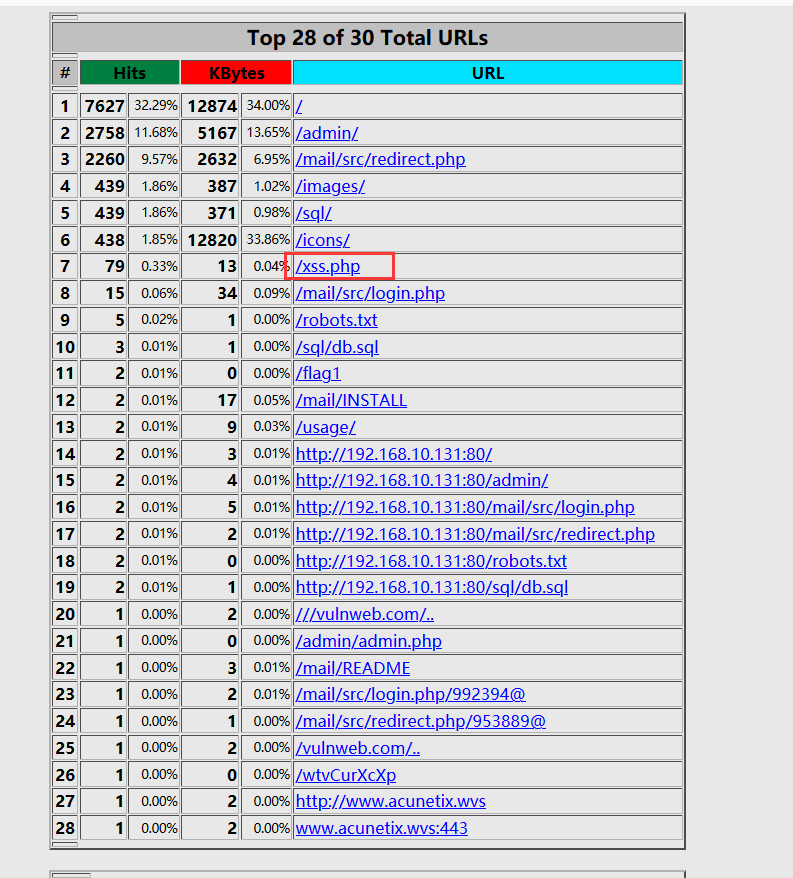 Top 28 of 30 Total URLs
# Hits KBytes URL
1 7627 32.29% 12874 34.00% /
2 2758 11.68% 5167 13.65% /admin/
3 2260 9.57% 2632 6.95% /mail/src/redirect.php
4 439 1.86% 387 1.02% /images/
5 439 1.86% 371 0.98% /sql/
6 438 1.85% 12820 33.86% /icons/
7 79 0.33% 13 0.04% /xss.php
8 15 0.06% 34 0.09% /mail/src/login.php
9 5 0.02% 1 0.00% /robots.txt
10 3 0.01% 1 0.00% /sql/db.sql
11 2 0.01% 0 0.00% /flag1
12 2 0.01% 17 0.05% /mail/INSTALL
13 2 0.01% 9 0.03% /usage/
14 2 0.01% 3 0.01% http://192.168.10.131:80/
15 2 0.01% 4 0.01% http://192.168.10.131:80/admin/
16 2 0.01% 5 0.01% http://192.168.10.131:80/mail/src/login.php
17 2 0.01% 2 0.01% http://192.168.10.131:80/mail/src/redirect.php
18 2 0.01% 0 0.00% http://192.168.10.131:80/robots.txt
19 2 0.01% 1 0.00% http://192.168.10.131:80/sql/db.sql
20 1 0.00% 2 0.00% ///vulnweb.com/..
21 1 0.00% 0 0.00% /admin/admin.php
22 1 0.00% 3 0.01% /mail/README
23 1 0.00% 2 0.01% /mail/src/login.php/992394@
24 1 0.00% 1 0.00% /mail/src/redirect.php/953889@
25 1 0.00% 2 0.00% /vulnweb.com/..
26 1 0.00% 0 0.00% /wtvCurXcXp
27 1 0.00% 2 0.00% http://www.acunetix.wvs
28 1 0.00% 2 0.00% www.acunetix.wvs:443